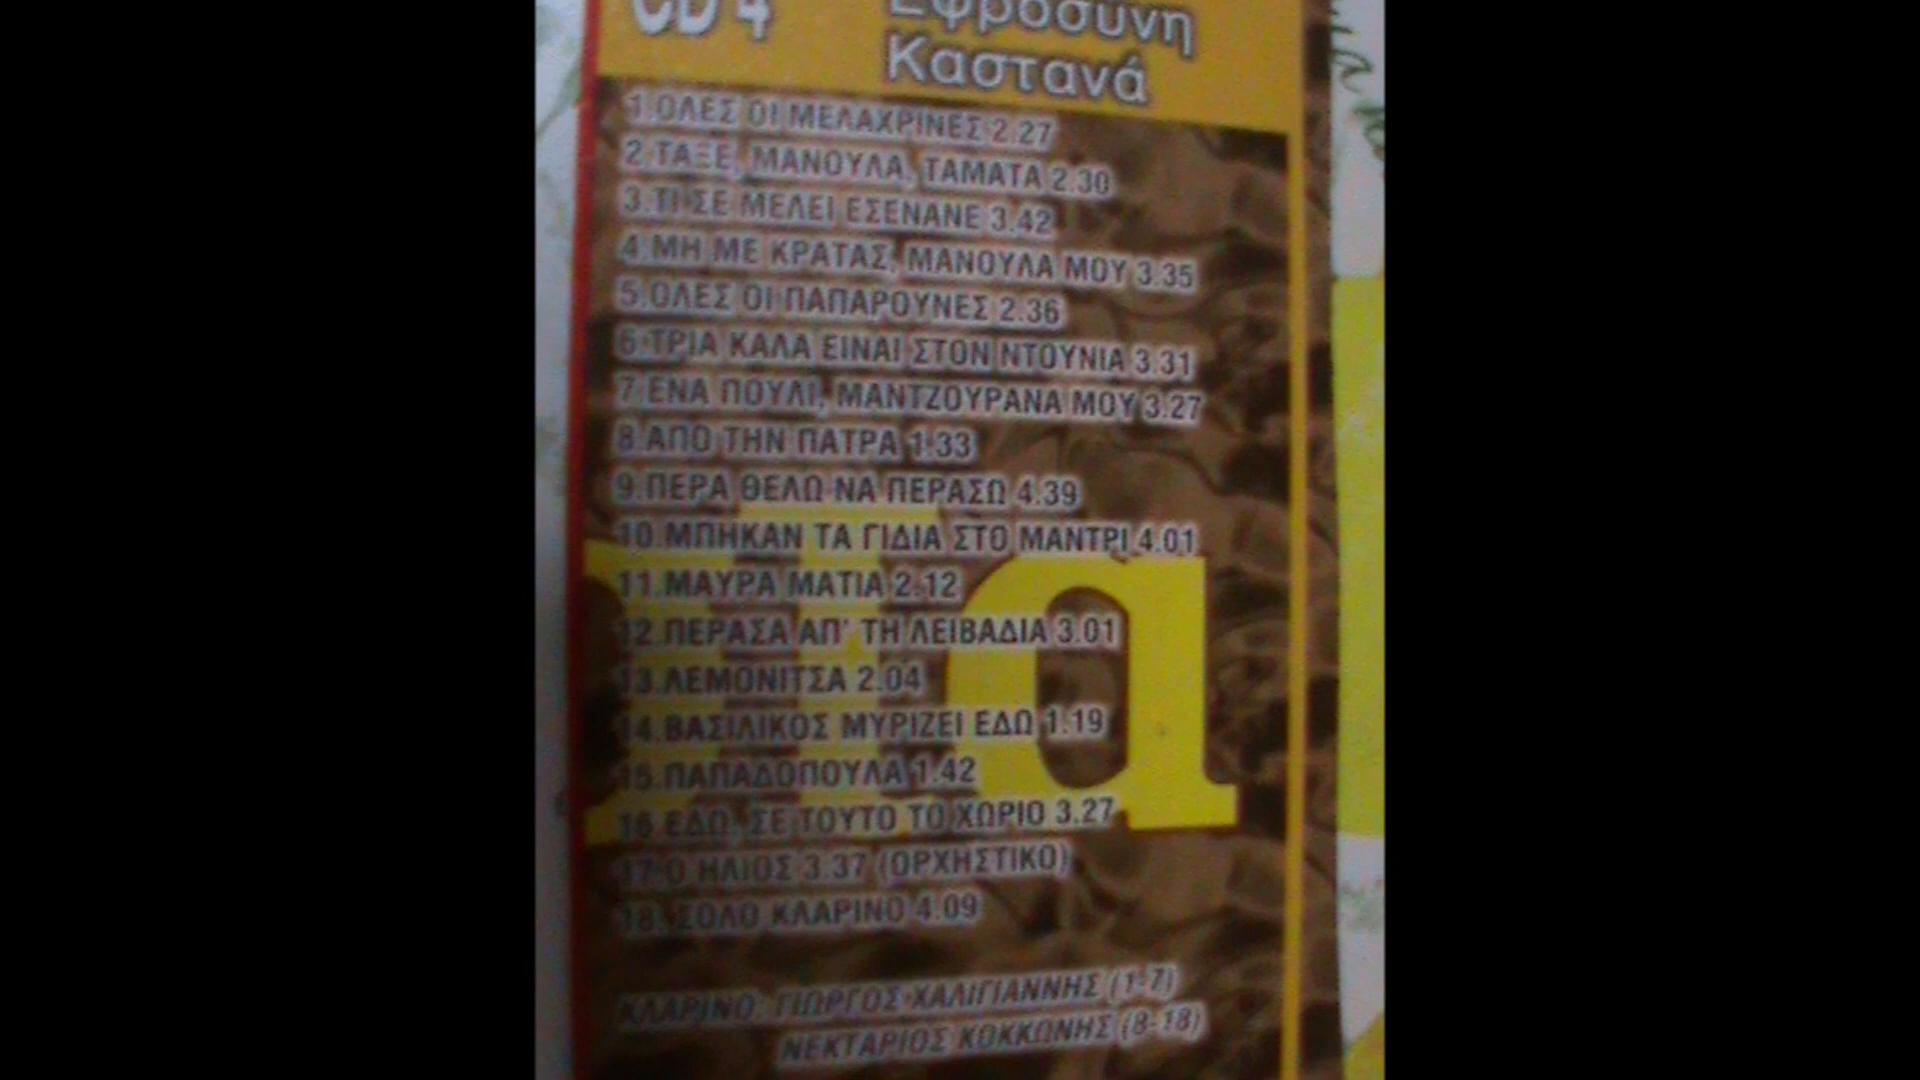 CD 4
Εφροσύνη
Καστανά
1.ΟΛΕΣ ΟΙ ΜΕΛΑΧΡΙΝΕΣ 2.27
2.ΤΑΞΕ, ΜΑΝΟΥΛΑ, ΤΑΜΑΤΑ 2.30
3.ΤΙ ΣΕ ΜΕΛΕΙ ΕΣΕΝΑΝΕ 3.42
4.ΜΗ ΜΕ ΚΡΑΤΑΣ, ΜΑΝΟΥΛΑ ΜΟΥ 3.35
5.ΟΛΕΣ ΟΙ ΠΑΠΑΡΟΥΝΕΣ 2.36
6.ΤΡΙΑ ΚΑΛΑ ΕΙΝΑΙ ΣΤΟΝ ΝΤΟΥΝΙΑ 3.31
7.ΕΝΑ ΠΟΥΛΙ, ΜΑΝΤΖΟΥΡΑΝΑ ΜΟΥ 3.27
8.ΑΠΟ ΤΗΝ ΠΑΤΡΑ 1.33
9.ΠΕΡΑ ΘΕΛΩ ΝΑ ΠΕΡΑΣΩ 4.39
10.ΜΠΗΚΑΝ ΤΑ ΓΙΔΙΑ ΣΤΟ ΜΑΝΤΡΙ 4.01
11.ΜΑΥΡΑ ΜΑΤΙΑ 2.12
12.ΠΕΡΑΣΑ ΑΠ' ΤΗ ΛΕΙΒΑΔΙΑ 3.01
13.ΛΕΜΟΝΙΤΣΑ 2.04
14.ΒΑΣΙΛΙΚΟΣ ΜΥΡΙΖΕΙ ΕΔΩ 1.19
15.ΠΑΠΑΔΟΠΟΥΛΑ 1.42
16.ΕΔΩ, ΣΕ ΤΟΥΤΟ ΤΟ ΧΩΡΙΟ 3.27
17.Ο ΗΛΙΟΣ 3.37 (ΟΡΧΗΣΤΙΚΟ)
18. ΣΟΛΟ ΚΛΑΡΙΝΟ 4.09
ΚΛΑΡΙΝΟ: ΓΙΩΡΓΟΣ ΧΑΛΙΓΙΑΝΝΗΣ (1-7)
ΝΕΚΤΑΡΙΟΣ ΚΟΚΚΩΝΗΣ (8-18)